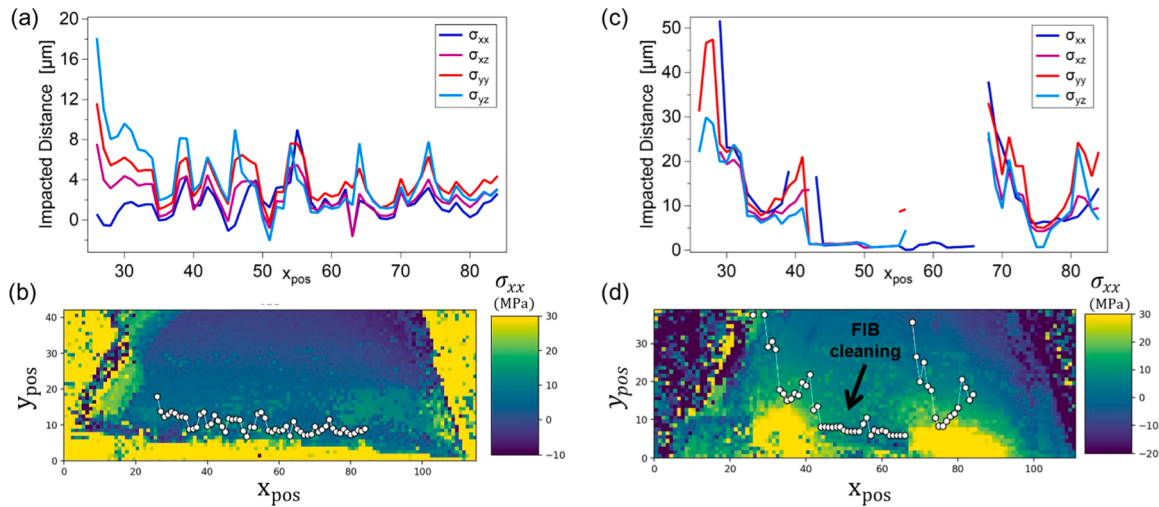 (a)
20
16
12
8
4
0
Impacted Distance [μm]
σxx
σxz
σyy
σyz
30 40 50 60 70 80
xpos
(b)
σxx
(MPa)
40
30
20
10
0
ypos
0 20 40 60 80 100
xpos
30
20
10
0
−10
(c)
50
40
30
20
10
0
Impacted Distance [μm]
σxx
σxz
σyy
σyz
30 40 50 60 70 80
xpos
(d)
σxx
(MPa)
FIB
cleaning
30
20
10
0
ypos
0 20 40 60 80 100
xpos
30
20
10
0
−10
−20